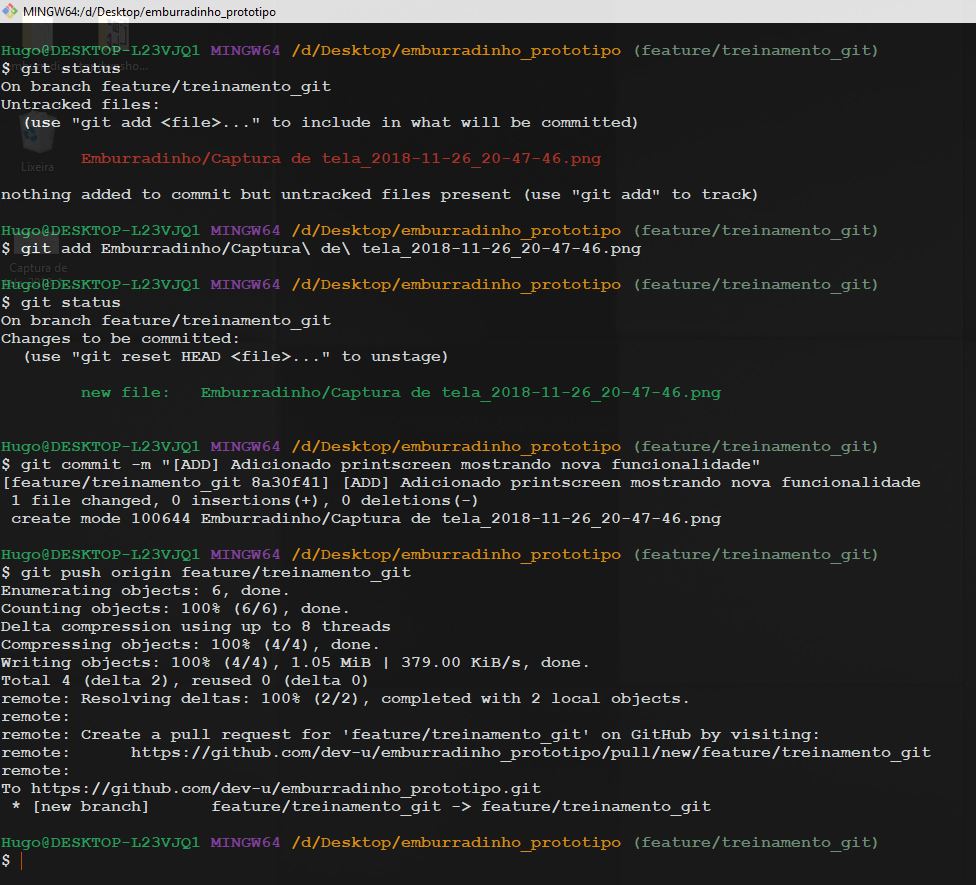 MINGW64:/d/Desktop/emburradinho_prototipo
Hugo@DESKTOP-L23VJQ1 MINGW64 /d/Desktop/emburradinho_prototipo (feature/treinamento_git)
$ git status
On branch feature/treinamento_git
Untracked files:
  (use "git add <file>..." to include in what will be committed)
Lixeira
        Emburradinho/Captura de tela_2018-11-26_20-47-46.png
nothing added to commit but untracked files present (use "git add" to track)
Hugo@DESKTOP-L23VJQ1 MINGW64 /d/Desktop/emburradinho_prototipo (feature/treinamento_git)
$ git add Emburradinho/Captura\ de\ tela_2018-11-26_20-47-46.png
Captura de
Hugo@DESKTOP-L23VJQ1 MINGW64 /d/Desktop/emburradinho_prototipo (feature/treinamento_git)
$ git status
On branch feature/treinamento_git
Changes to be committed:
  (use "git reset HEAD <file>..." to unstage)
        new file:   Emburradinho/Captura de tela_2018-11-26_20-47-46.png
Hugo@DESKTOP-L23VJQ1 MINGW64 /d/Desktop/emburradinho_prototipo (feature/treinamento_git)
$ git commit -m "[ADD] Adicionado printscreen mostrando nova funcionalidade"
[feature/treinamento_git 8a30f41] [ADD] Adicionado printscreen mostrando nova funcionalidade
 1 file changed, 0 insertions(+), 0 deletions(-)
 create mode 100644 Emburradinho/Captura de tela_2018-11-26_20-47-46.png
Hugo@DESKTOP-L23VJQ1 MINGW64 /d/Desktop/emburradinho_prototipo (feature/treinamento_git)
$ git push origin feature/treinamento_git
Enumerating objects: 6, done.
Counting objects: 100% (6/6), done.
Delta compression using up to 8 threads
Compressing objects: 100% (4/4), done.
Writing objects: 100% (4/4), 1.05 MiB | 379.00 KiB/s, done.
Total 4 (delta 2), reused 0 (delta 0)
remote: Resolving deltas: 100% (2/2), completed with 2 local objects.
remote:
remote: Create a pull request for 'feature/treinamento_git' on GitHub by visiting:
remote:      https://github.com/dev-u/emburradinho_prototipo/pull/new/feature/treinamento_git
remote:
To https://github.com/dev-u/emburradinho_prototipo.git
 * [new branch]      feature/treinamento_git -> feature/treinamento_git
Hugo@DESKTOP-L23VJQ1 MINGW64 /d/Desktop/emburradinho_prototipo (feature/treinamento_git)
$